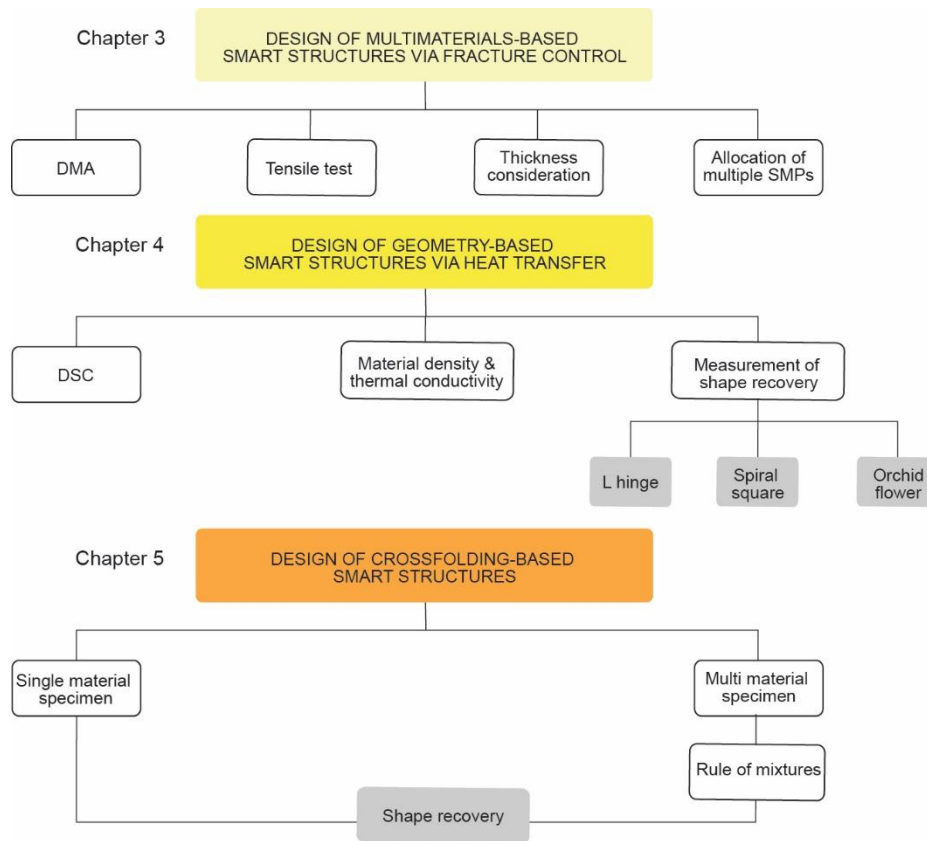 Chapter 3
DESIGN OF MULTIMATERIALS-BASED
SMART STRUCTURES VIA FRACTURE CONTROL
DMA
Tensile test
Thickness
consideration
Allocation of
multiple SMPs
Chapter 4
DESIGN OF GEOMETRY-BASED
SMART STRUCTURES VIA HEAT TRANSFER
DSC
Material density &
thermal conductivity
Measurement of
shape recovery
L hinge
Spiral
square
Orchid
flower
Chapter 5
DESIGN OF CROSSFOLDING-BASED
SMART STRUCTURES
Single material
specimen
Multi material
specimen
Rule of mixtures
Shape recovery